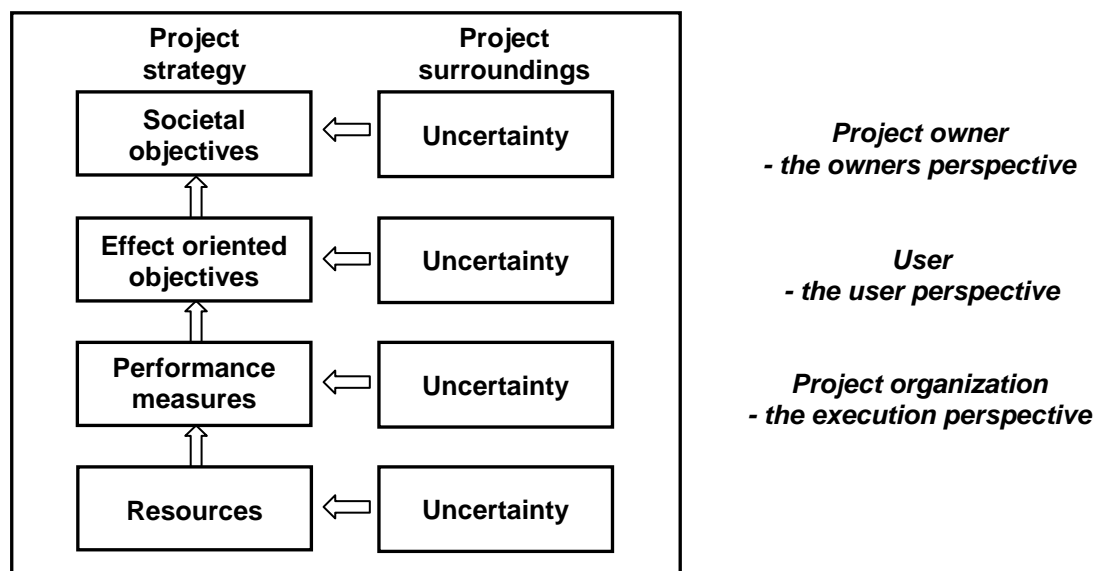 Project
strategy
Project
surroundings
Societal
objectives
Uncertainty
Project owner
- the owners perspective
Effect oriented
objectives
Uncertainty
User
- the user perspective
Performance
measures
Uncertainty
Project organization
- the execution perspective
Resources
Uncertainty